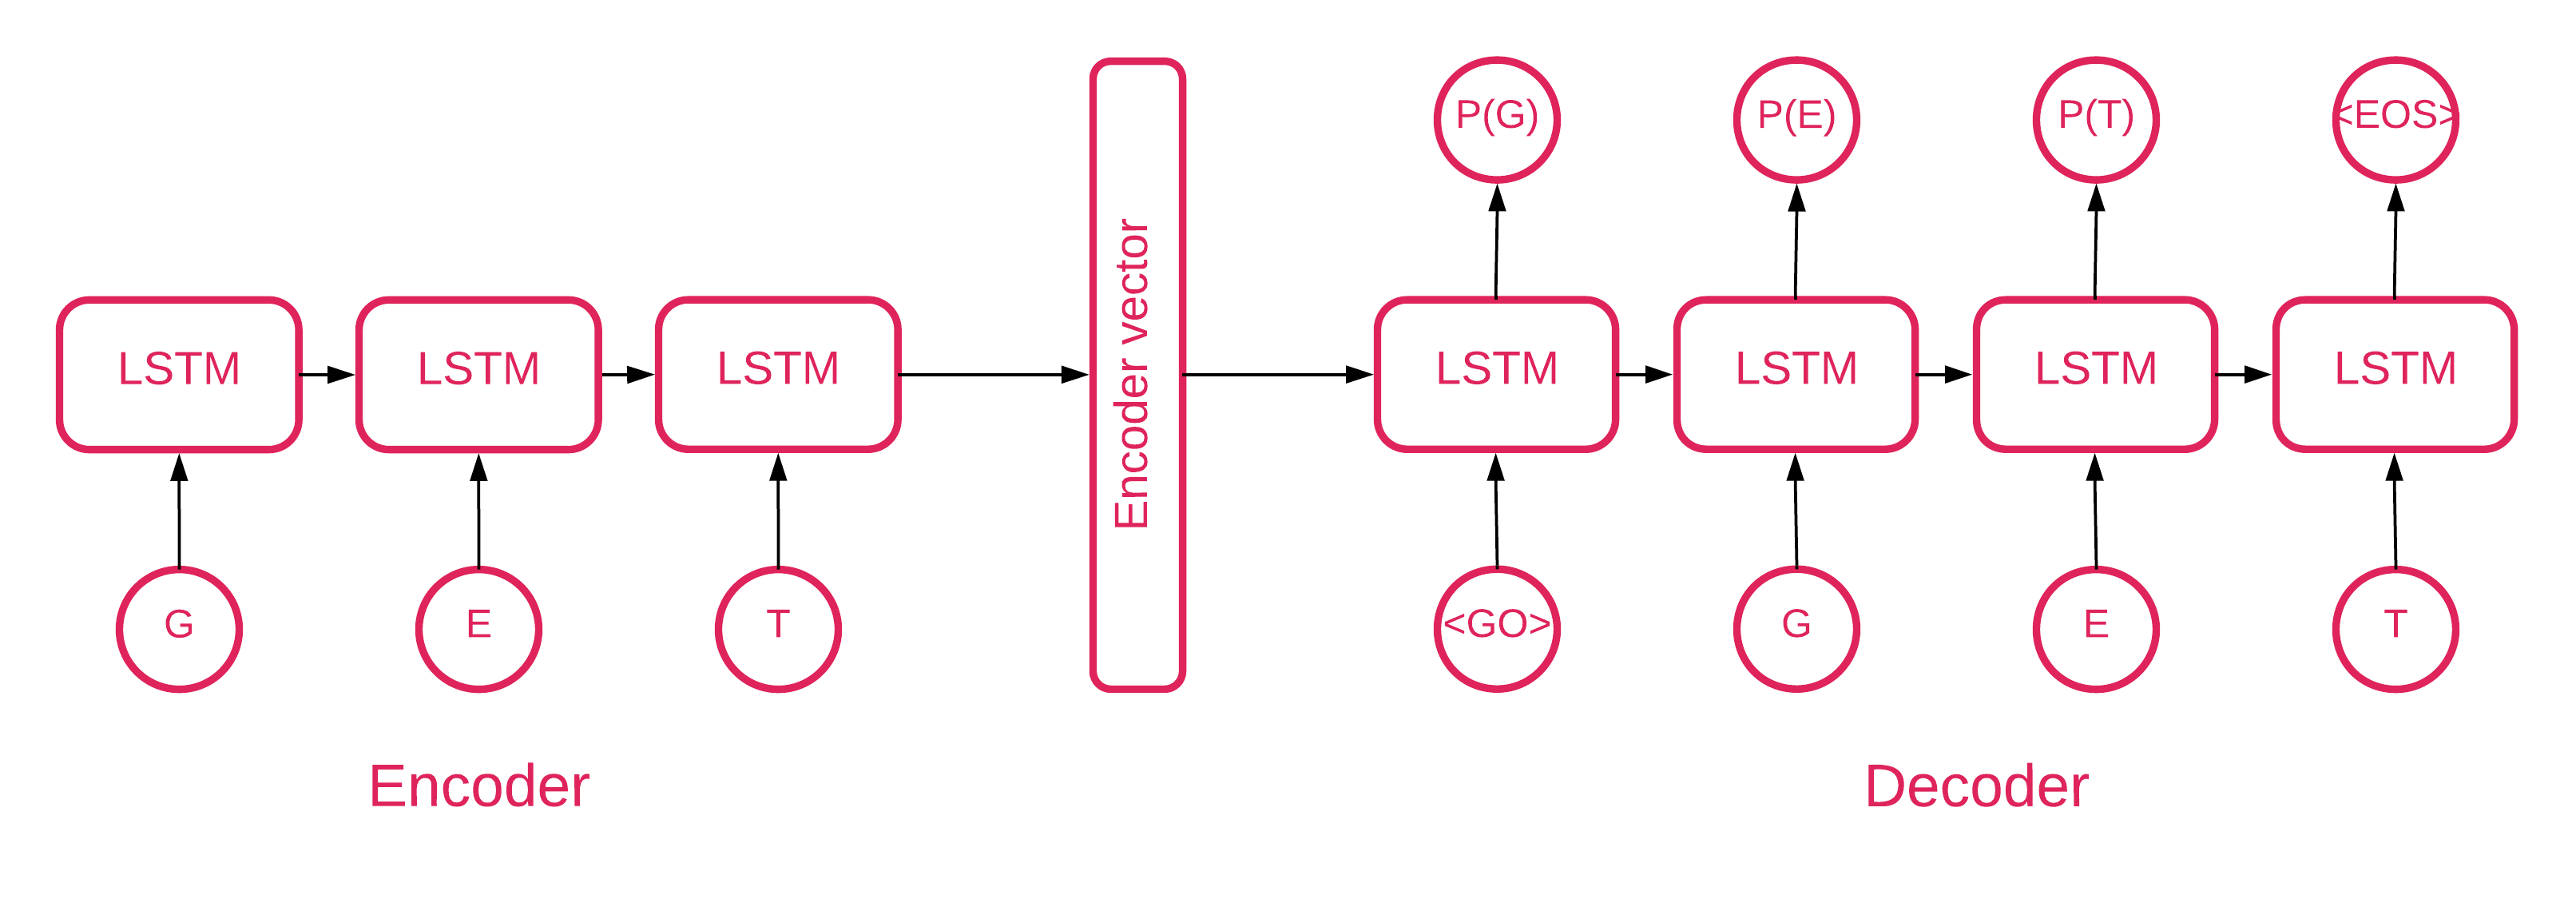 P(G) P(E) P(T) <EOS>
LSTM LSTM LSTM Encoder vector LSTM LSTM LSTM LSTM
G E T <GO> G E T
Encoder Decoder